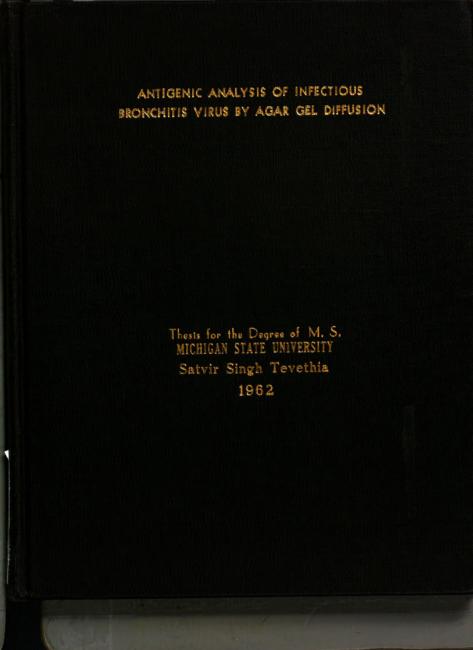 ANTIGENIC ANALYSIS OF INFECTIOUS
BRONCHITIS VIRUS BY AGAR GEL DIFFUSION
Thesis for the Degree of M. S.
MICHIGAN STATE UNIVERSITY
Satvir Singh Tevethia
1962